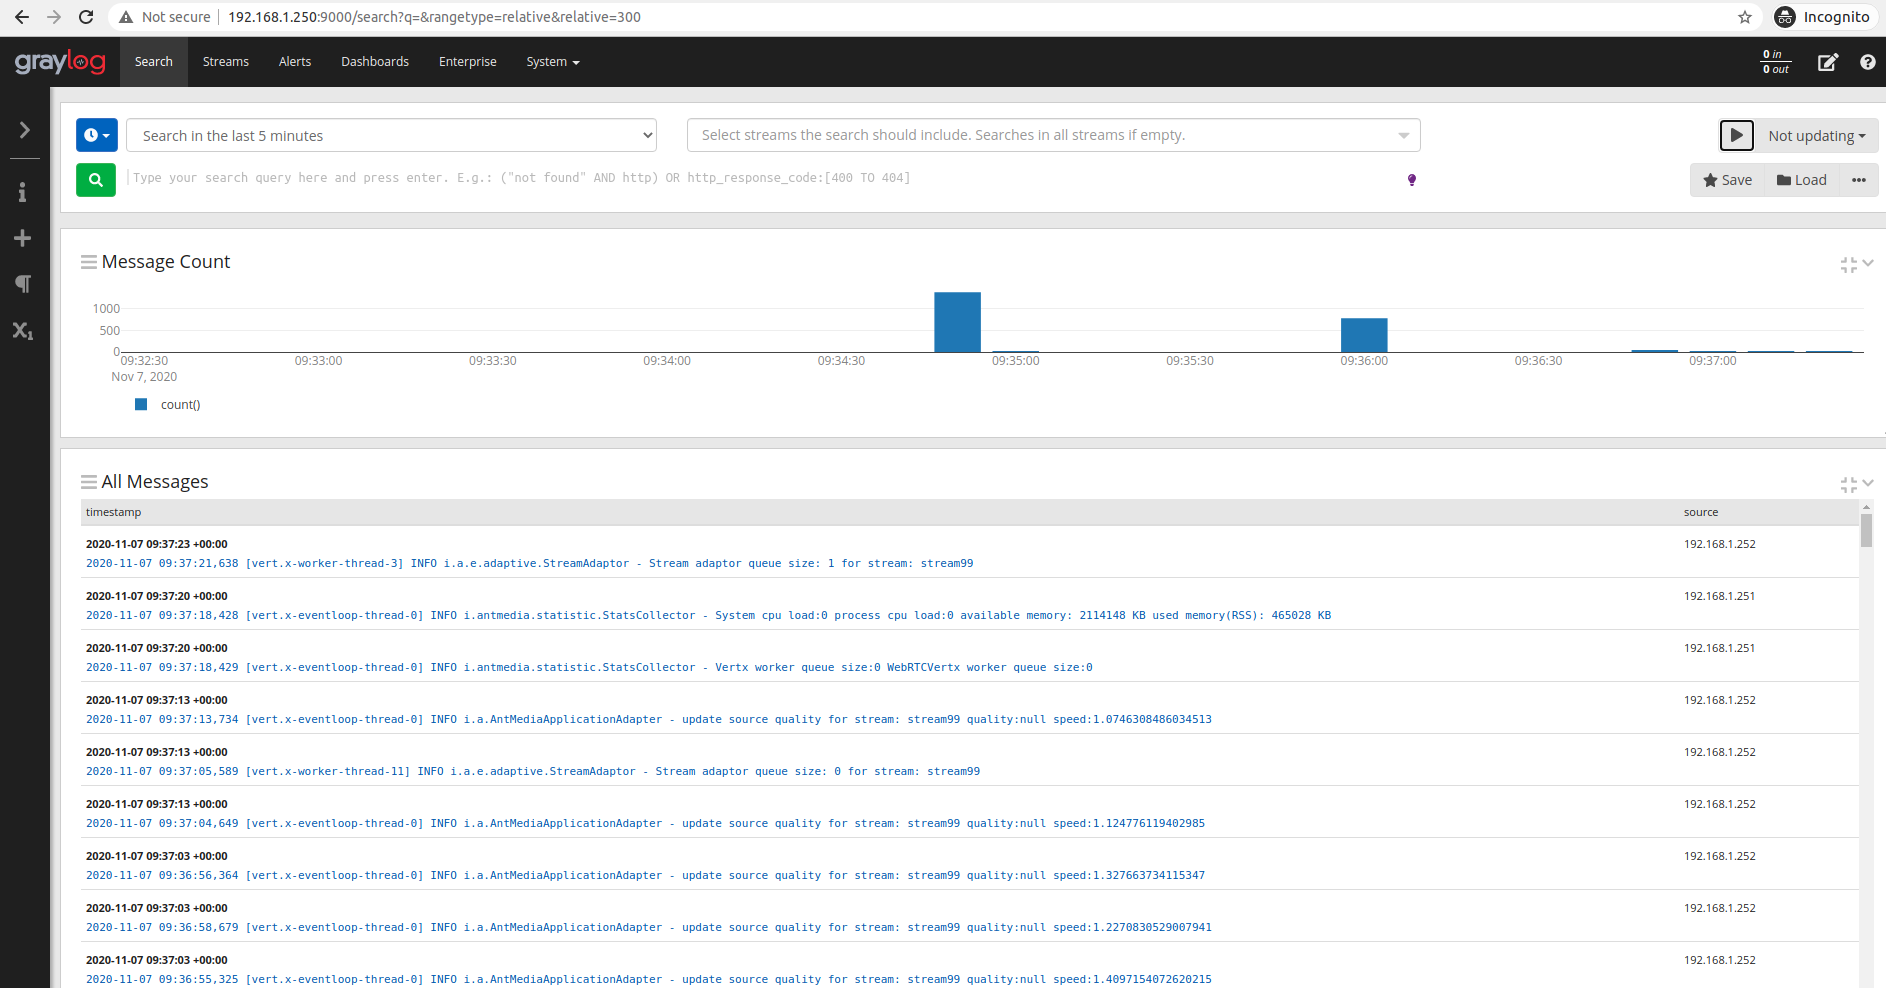 Not secure 192.168.1.250:9000/search?q=&rangetype=relative&relative=300 Incognito
graylog Search Streams Alerts Dashboards Enterprise System 0 in
0 out
Search in the last 5 minutes Select streams the search should include. Searches in all streams if empty. Not updating
Type your search query here and press enter. E.g.: ("not found" AND http) OR http_response_code:[400 TO 404] Save Load
Message Count
1000
500
0
09:32:30 09:33:00 09:33:30 09:34:00 09:34:30 09:35:00 09:35:30 09:36:00 09:36:30 09:37:00
Nov 7, 2020
count()
All Messages
timestamp source
2020-11-07 09:37:23 +00:00 192.168.1.252
2020-11-07 09:37:21,638 [vert.x-worker-thread-3] INFO i.a.e.adaptive.StreamAdaptor - Stream adaptor queue size: 1 for stream: stream99
2020-11-07 09:37:20 +00:00 192.168.1.251
2020-11-07 09:37:18,428 [vert.x-eventloop-thread-0] INFO i.antmedia.statistic.StatsCollector - System cpu load:0 process cpu load:0 available memory: 2114148 KB used memory(RSS): 465028 KB
2020-11-07 09:37:20 +00:00 192.168.1.251
2020-11-07 09:37:18,429 [vert.x-eventloop-thread-0] INFO i.antmedia.statistic.StatsCollector - Vertx worker queue size:0 WebRTCVertx worker queue size:0
2020-11-07 09:37:13 +00:00 192.168.1.252
2020-11-07 09:37:13,734 [vert.x-eventloop-thread-0] INFO i.a.AntMediaApplicationAdapter - update source quality for stream: stream99 quality:null speed:1.0746308486034513
2020-11-07 09:37:13 +00:00 192.168.1.252
2020-11-07 09:37:05,589 [vert.x-worker-thread-11] INFO i.a.e.adaptive.StreamAdaptor - Stream adaptor queue size: 0 for stream: stream99
2020-11-07 09:37:13 +00:00 192.168.1.252
2020-11-07 09:37:04,649 [vert.x-eventloop-thread-0] INFO i.a.AntMediaApplicationAdapter - update source quality for stream: stream99 quality:null speed:1.124776119402985
2020-11-07 09:37:03 +00:00 192.168.1.252
2020-11-07 09:36:56,364 [vert.x-eventloop-thread-0] INFO i.a.AntMediaApplicationAdapter - update source quality for stream: stream99 quality:null speed:1.327663734115347
2020-11-07 09:37:03 +00:00 192.168.1.252
2020-11-07 09:36:58,679 [vert.x-eventloop-thread-0] INFO i.a.AntMediaApplicationAdapter - update source quality for stream: stream99 quality:null speed:1.2270830529007941
2020-11-07 09:37:03 +00:00 192.168.1.252
2020-11-07 09:36:55,325 [vert.x-eventloop-thread-0] INFO i.a.AntMediaApplicationAdapter - update source quality for stream: stream99 quality:null speed:1.4097154072620215